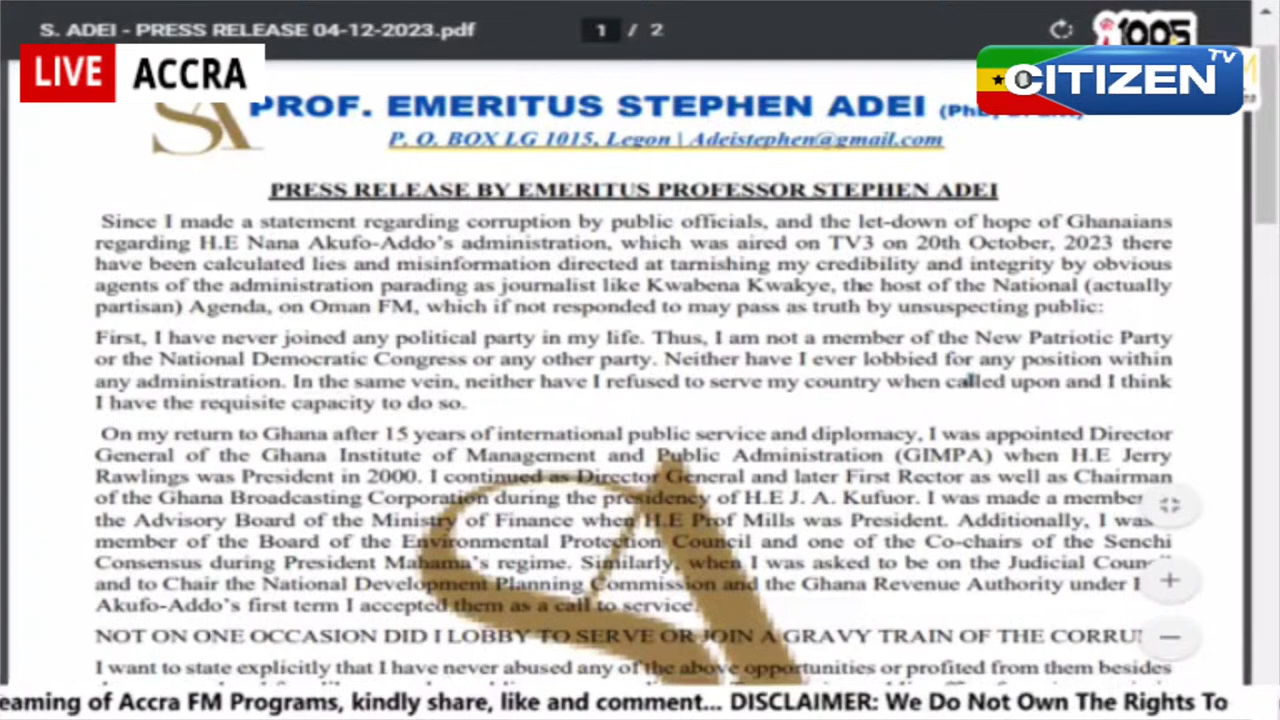 S. ADEI - PRESS RELEASE 04-12-2023.pdf
1 / 2
1005
LIVE ACCRA
CITIZEN TV
SA
PROF. EMERITUS STEPHEN ADEI
P. O. BOX LG 1015, Legon | Adeistephen@gmail.com
PRESS RELEASE BY EMERITUS PROFESSOR STEPHEN ADEI
Since I made a statement regarding corruption by public officials, and the let-down of hope of Ghanaians
regarding H.E Nana Akufo-Addo's administration, which was aired on TV3 on 20th October, 2023 there
have been calculated lies and misinformation directed at tarnishing my credibility and integrity by obvious
agents of the administration parading as journalist like Kwabena Kwakye, the host of the National (actually
partisan) Agenda, on Oman FM, which if not responded to may pass as truth by unsuspecting public:
First, I have never joined any political party in my life. Thus, I am not a member of the New Patriotic Party
or the National Democratic Congress or any other party. Neither have I ever lobbied for any position within
any administration. In the same vein, neither have I refused to serve my country when called upon and I think
I have the requisite capacity to do so.
On my return to Ghana after 15 years of international public service and diplomacy, I was appointed Director
General of the Ghana Institute of Management and Public Administration (GIMPA) when H.E Jerry
Rawlings was President in 2000. I continued as Director General and later First Rector as well as Chairman
of the Ghana Broadcasting Corporation during the presidency of H.E J. A. Kufuor. I was made a member
the Advisory Board of the Ministry of Finance when H.E Prof Mills was President. Additionally, I was
member of the Board of the Environmental Protection Council and one of the Co-chairs of the Senchi
Consensus during President Mahama's regime. Similarly, when I was asked to be on the Judicial
and to Chair the National Development Planning Commission and the Ghana Revenue Authority under
Akufo-Addo's first term I accepted them as a call to service.
NOT ON ONE OCCASION DID I LOBBY TO SERVE OR JOIN A GRAVY TRAIN OF THE
I want to state explicitly that I have never abused any of the above opportunities or profited from them besides
eaming of Accra FM Programs, kindly share, like and comment... DISCLAIMER: We Do Not Own The Rights To